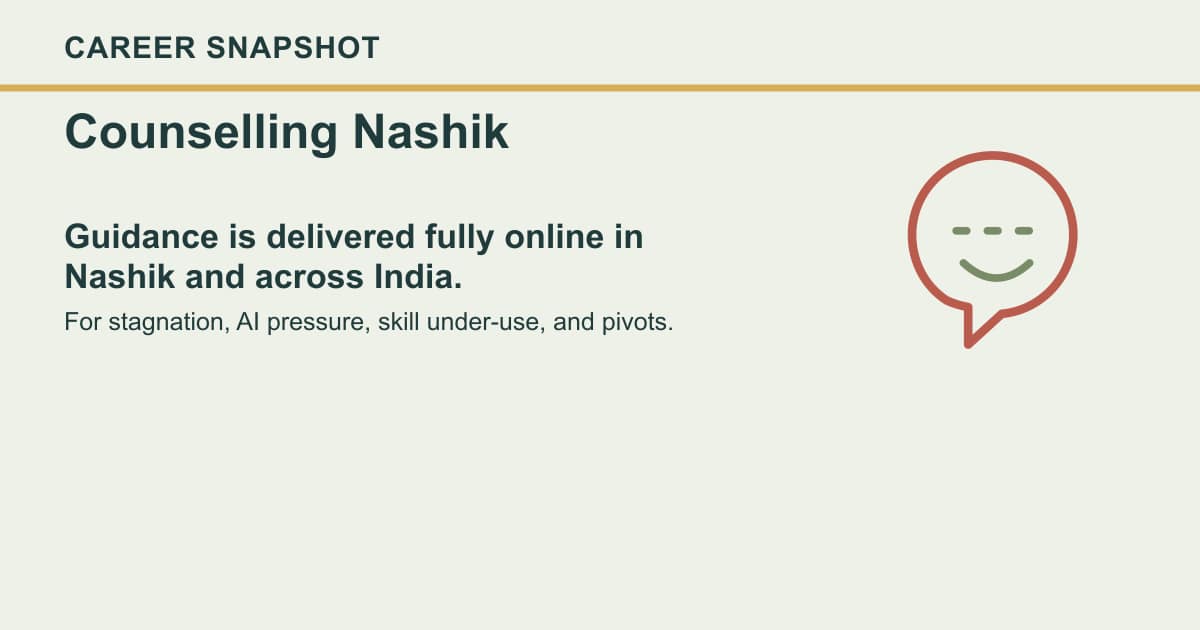 CAREER SNAPSHOT
Counselling Nashik
Guidance is delivered fully online in
Nashik and across India.
For stagnation, AI pressure, skill under-use, and pivots.